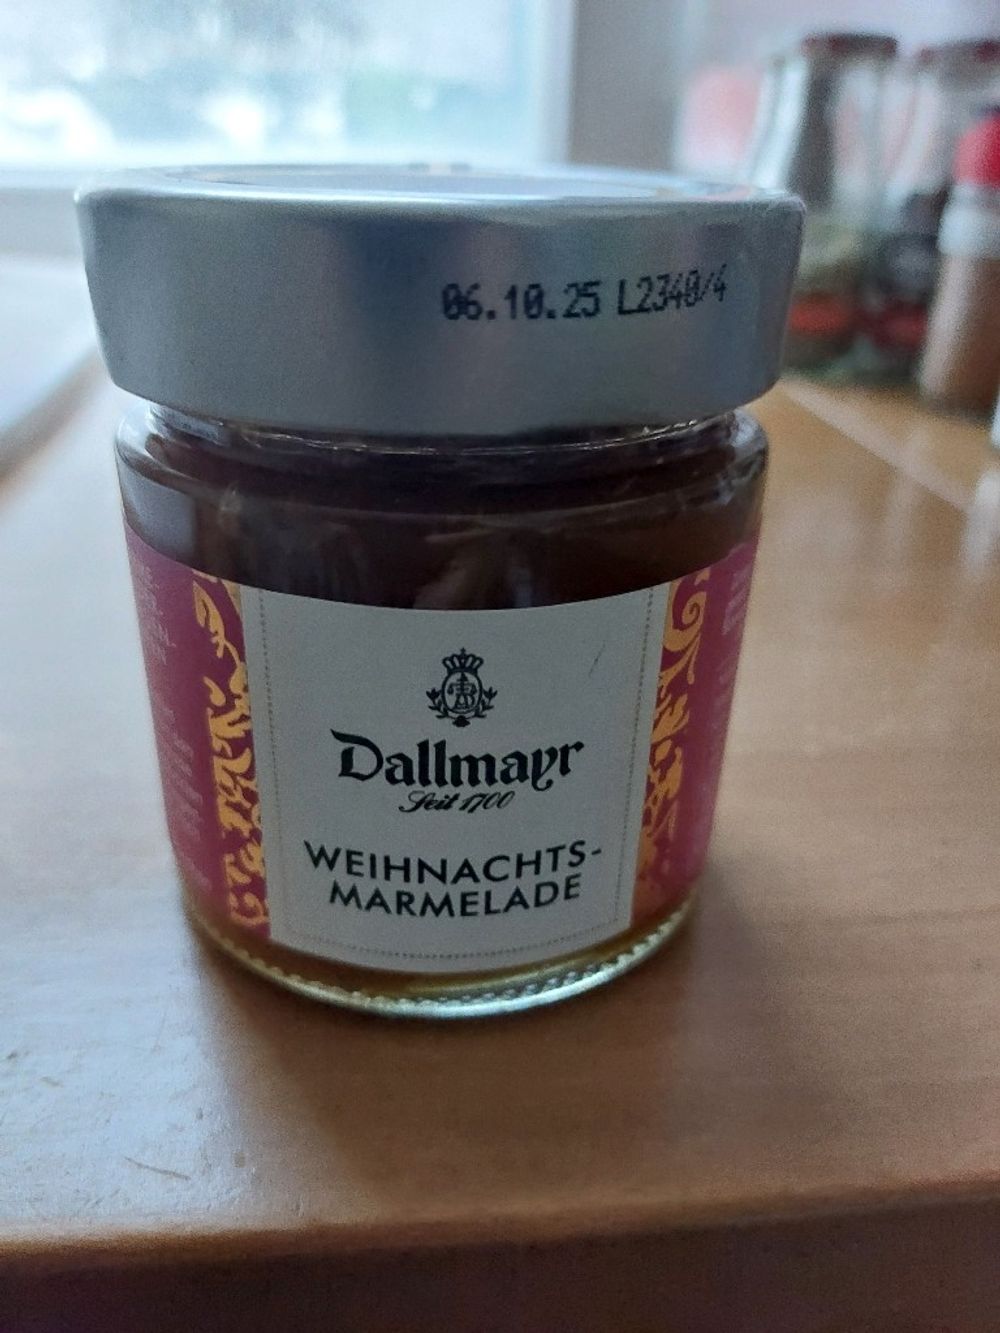 06.10.25 L2340/4
Dallmayr
Seit 1700
WEIHNACHTS-
MARMELADE